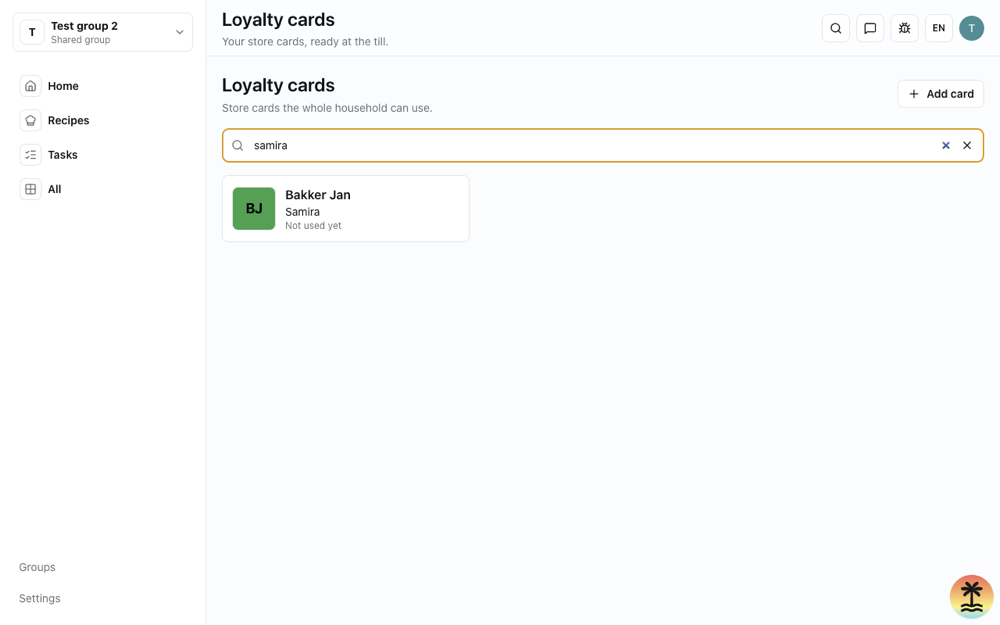 T
Test group 2
Shared group
Home
Recipes
Tasks
All
Groups
Settings
Loyalty cards
Your store cards, ready at the till.
EN
T
Loyalty cards
Store cards the whole household can use.
Add card
samira
BJ
Bakker Jan
Samira
Not used yet